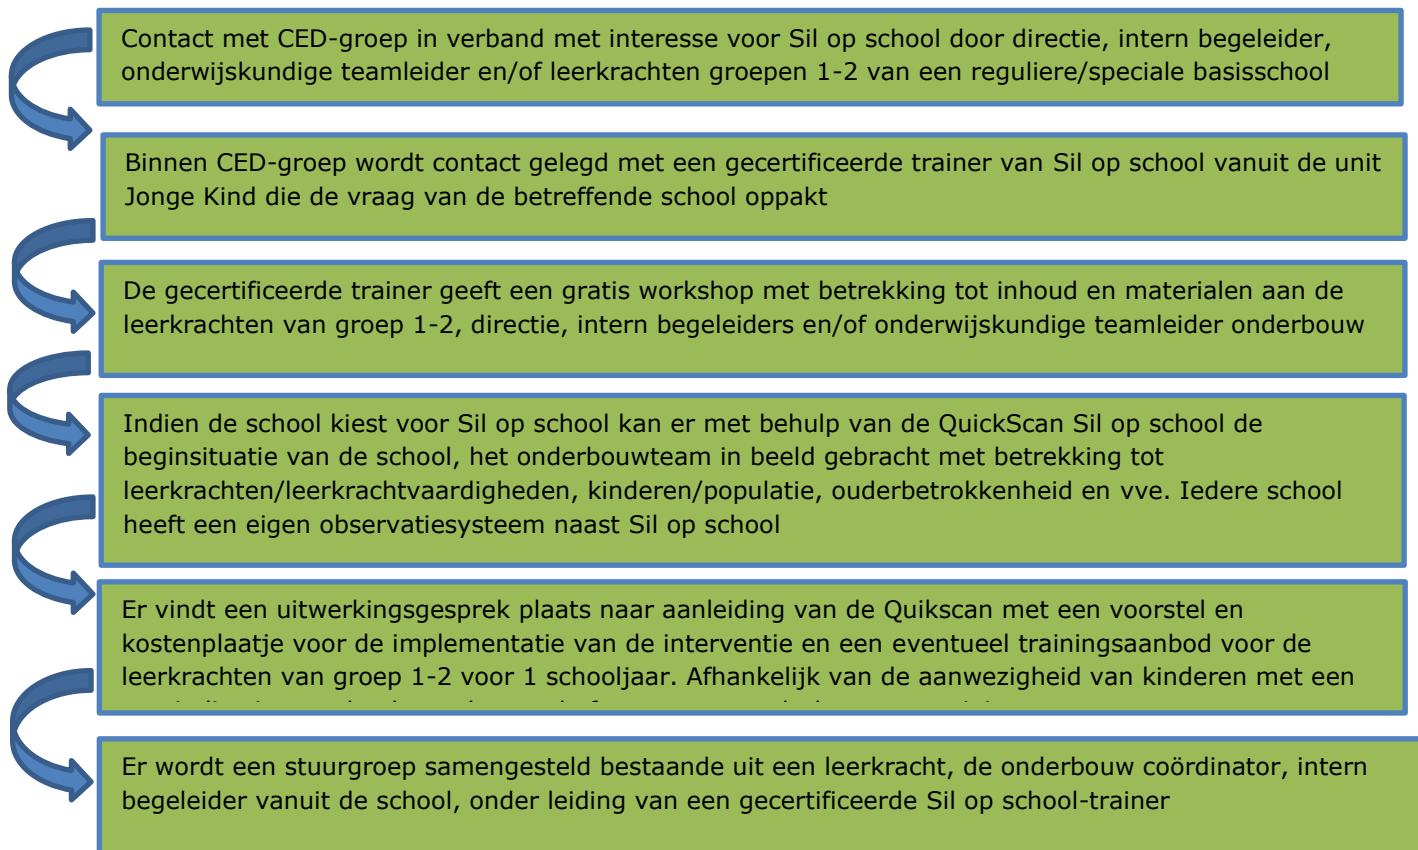 Contact met CED-groep in verband met interesse voor Sil op school door directie, intern begeleider,
onderwijskundige teamleider en/of leerkrachten groepen 1-2 van een reguliere/speciale basisschool
Binnen CED-groep wordt contact gelegd met een gecertificeerde trainer van Sil op school vanuit de unit
Jonge Kind die de vraag van de betreffende school oppakt
De gecertificeerde trainer geeft een gratis workshop met betrekking tot inhoud en materialen aan de
leerkrachten van groep 1-2, directie, intern begeleiders en/of onderwijskundige teamleider onderbouw
Indien de school kiest voor Sil op school kan er met behulp van de QuickScan Sil op school de
beginsituatie van de school, het onderbouwteam in beeld gebracht met betrekking tot
leerkrachten/leerkrachtvaardigheden, kinderen/populatie, ouderbetrokkenheid en vve. Iedere school
heeft een eigen observatiesysteem naast Sil op school
Er vindt een uitwerkingsgesprek plaats naar aanleiding van de Quikscan met een voorstel en
kostenplaatje voor de implementatie van de interventie en een eventueel trainingsaanbod voor de
leerkrachten van groep 1-2 voor 1 schooljaar. Afhankelijk van de aanwezigheid van kinderen met een
Er wordt een stuurgroep samengesteld bestaande uit een leerkracht, de onderbouw coördinator, intern
begeleider vanuit de school, onder leiding van een gecertificeerde Sil op school-trainer